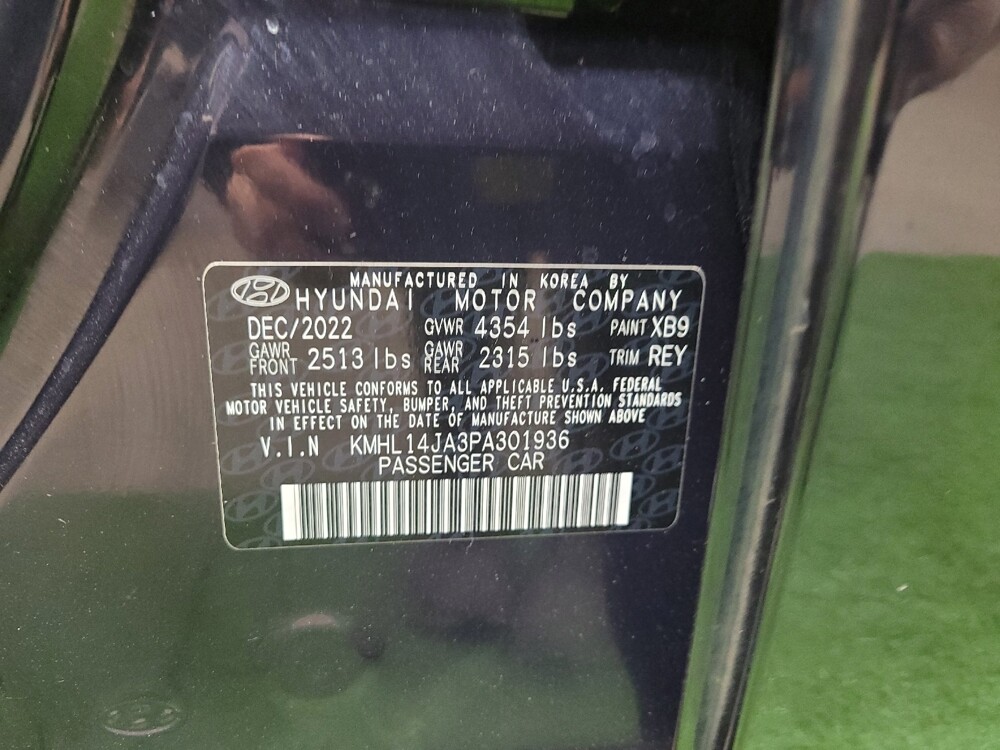 MANUFACTURED IN KOREA BY
HYUNDAI MOTOR COMPANY
DEC/2022 GVWR 4354 lbs PAINT XB9
GAWR FRONT 2513 lbs GAWR REAR 2315 lbs TRIM REY
THIS VEHICLE CONFORMS TO ALL APPLICABLE U.S.A. FEDERAL
MOTOR VEHICLE SAFETY, BUMPER, AND THEFT PREVENTION STANDARDS
IN EFFECT ON THE DATE OF MANUFACTURE SHOWN ABOVE
V.I.N KMHL14JA3PA301936
PASSENGER CAR